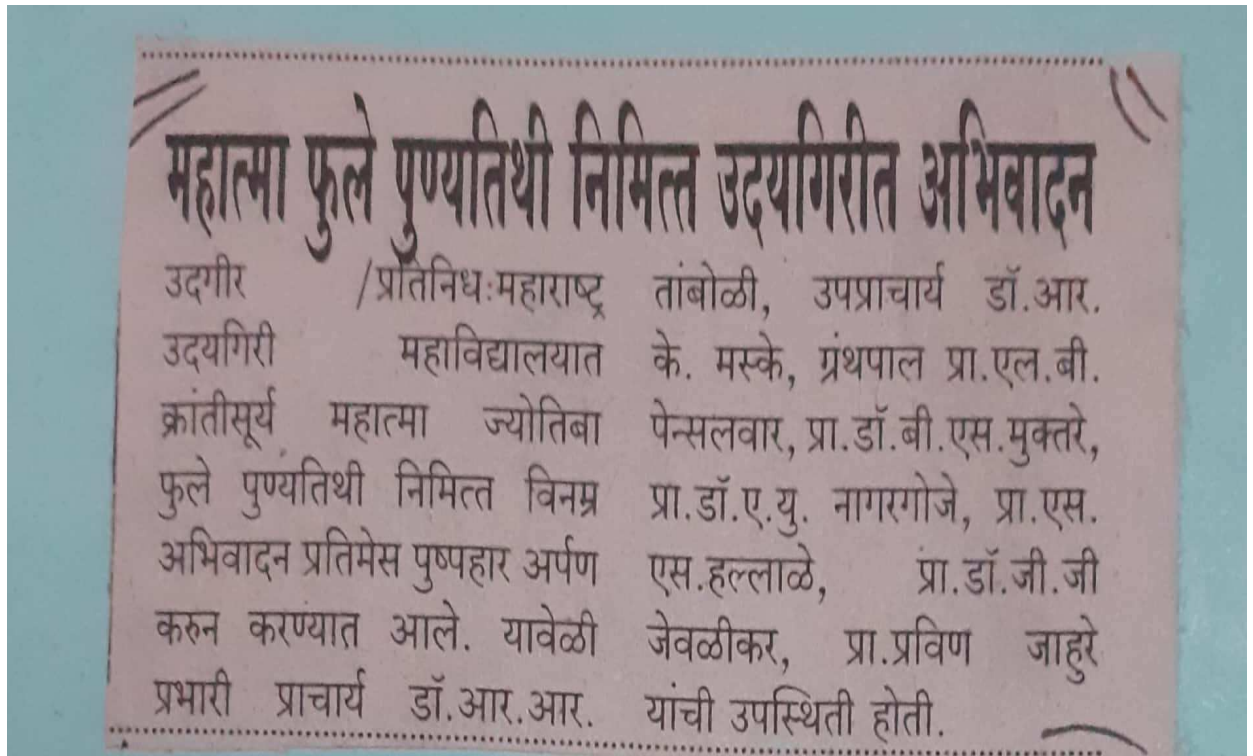 महात्मा फुले पुण्यतिथी निमित्त उदयगिरीत अभिवादन
उदगीर /प्रतिनिधःमहाराष्ट्र
उदयगिरी महाविद्यालयात
क्रांतीसूर्य महात्मा ज्योतिबा
फुले पुण्यतिथी निमित्त विनम्र
अभिवादन प्रतिमेस पुष्पहार अर्पण
करुन करण्यात आले. यावेळी
प्रभारी प्राचार्य डॉ.आर.आर.
तांबोळी, उपप्राचार्य डॉ.आर.
के. मस्के, ग्रंथपाल प्रा.एल.बी.
पेन्सलवार, प्रा.डॉ.बी.एस.मुक्तरे,
प्रा.डॉ.ए.यु. नागरगोजे, प्रा.एस.
एस.हल्लाळे, प्रा.डॉ.जी.जी
जेवळीकर, प्रा.प्रविण जाहुरे
यांची उपस्थिती होती.